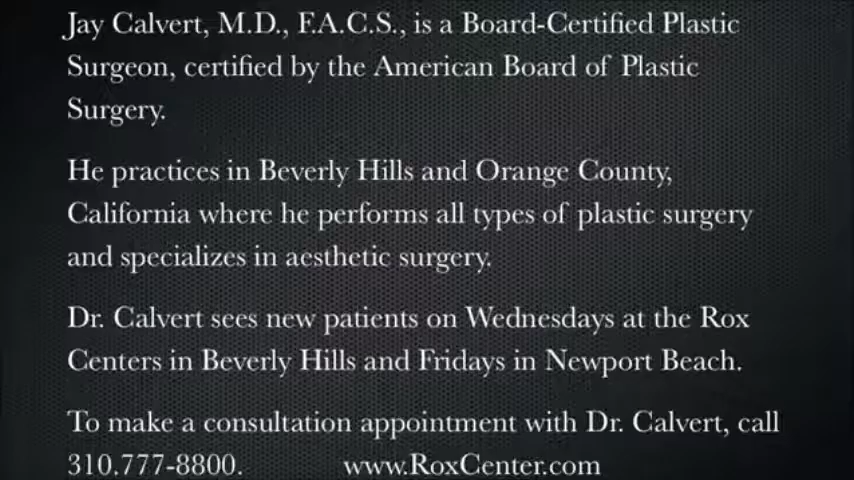 Jay Calvert, M.D., F.A.C.S., is a Board-Certified Plastic
Surgeon, certified by the American Board of Plastic
Surgery.
He practices in Beverly Hills and Orange County,
California where he performs all types of plastic surgery
and specializes in aesthetic surgery.
Dr. Calvert sees new patients on Wednesdays at the Rox
Centers in Beverly Hills and Fridays in Newport Beach.
To make a consultation appointment with Dr. Calvert, call
310.777-8800. www.RoxCenter.com